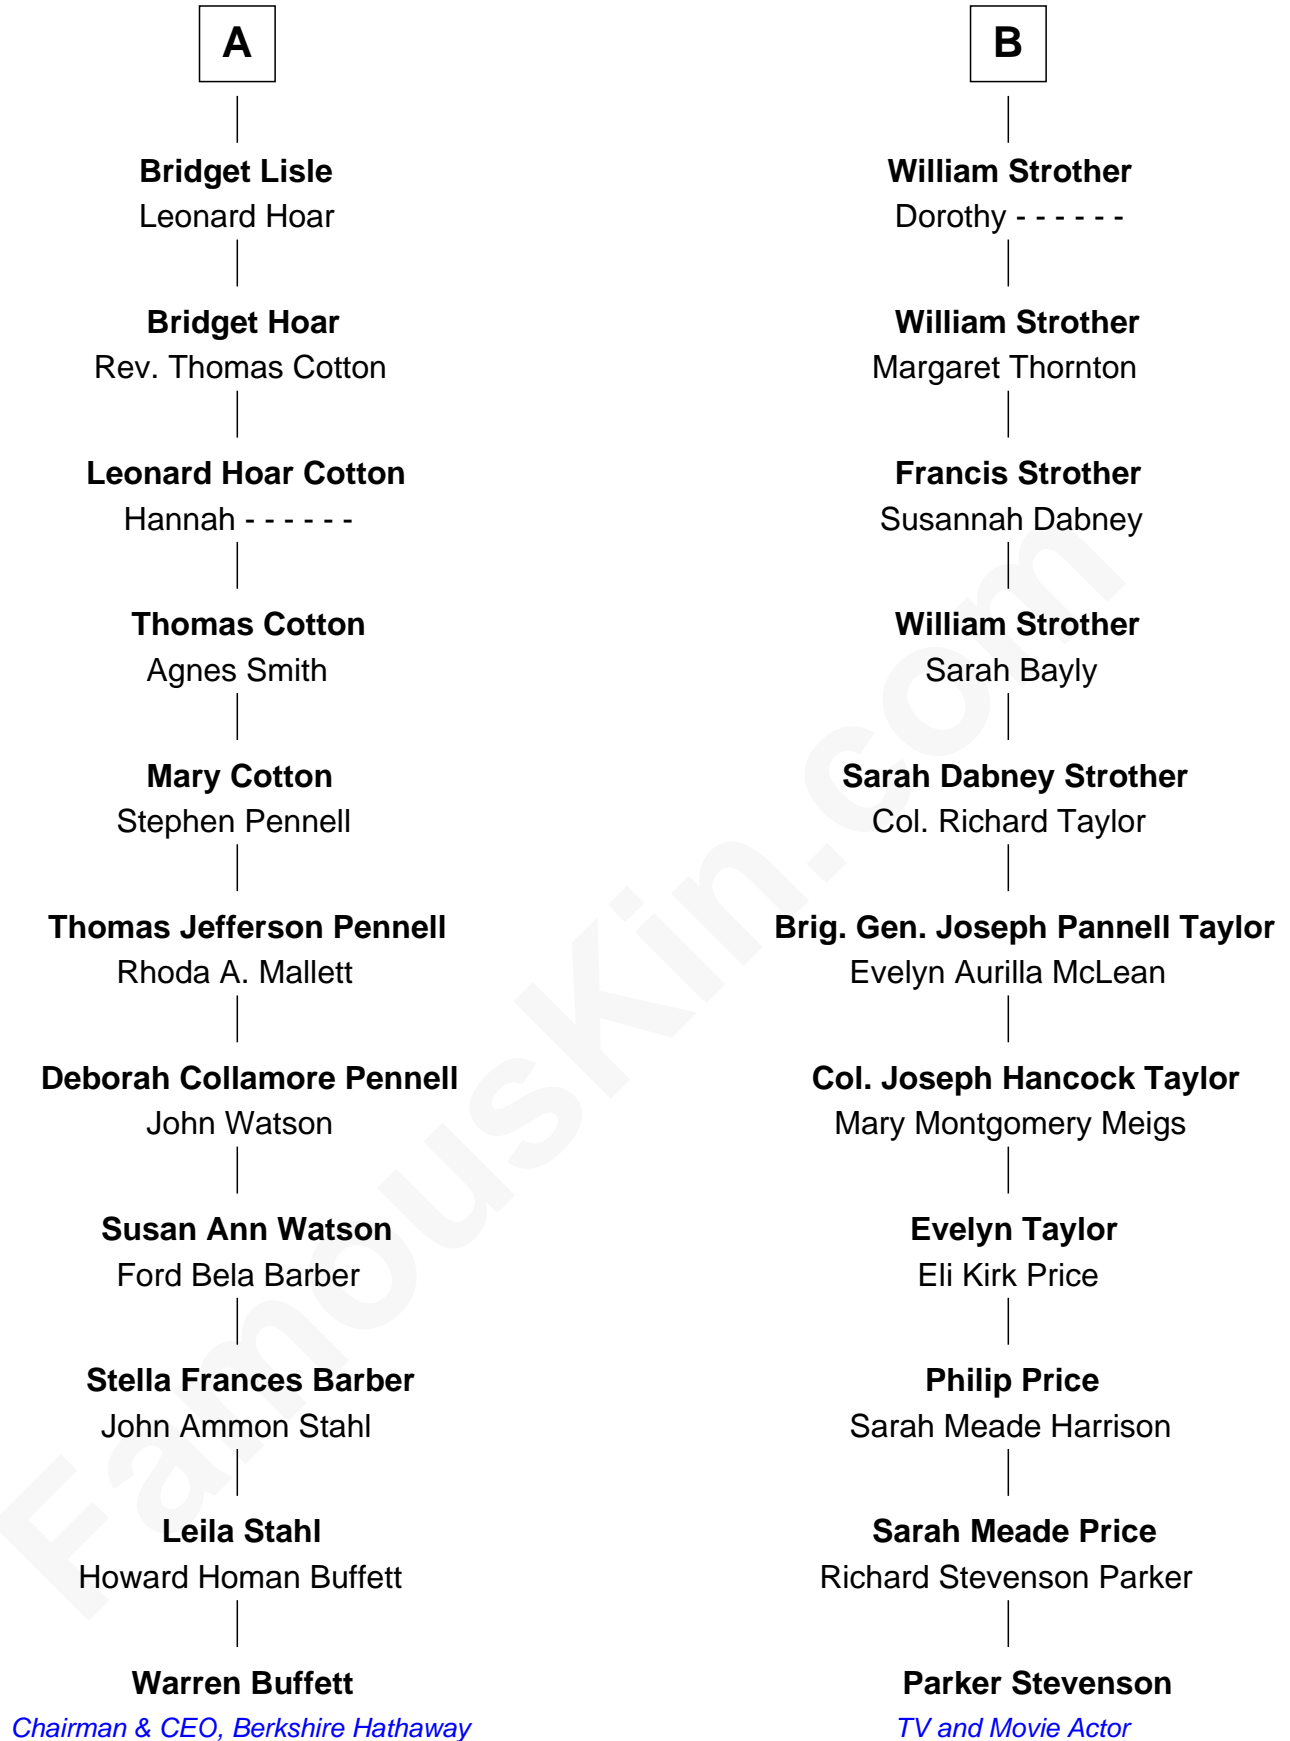 A
Bridget Lisle
Leonard Hoar
Bridget Hoar
Rev. Thomas Cotton
Leonard Hoar Cotton
Hannah - - - - - -
Thomas Cotton
Agnes Smith
Mary Cotton
Stephen Pennell
Thomas Jefferson Pennell
Rhoda A. Mallett
Deborah Collamore Pennell
John Watson
Susan Ann Watson
Ford Bela Barber
Stella Frances Barber
John Ammon Stahl
Leila Stahl
Howard Homan Buffett
Warren Buffett
Chairman & CEO, Berkshire Hathaway
B
William Strother
Dorothy - - - - - -
William Strother
Margaret Thornton
Francis Strother
Susannah Dabney
William Strother
Sarah Bayly
Sarah Dabney Strother
Col. Richard Taylor
Brig. Gen. Joseph Pannell Taylor
Evelyn Aurilla McLean
Col. Joseph Hancock Taylor
Mary Montgomery Meigs
Evelyn Taylor
Eli Kirk Price
Philip Price
Sarah Meade Harrison
Sarah Meade Price
Richard Stevenson Parker
Parker Stevenson
TV and Movie Actor
FamousKin.com